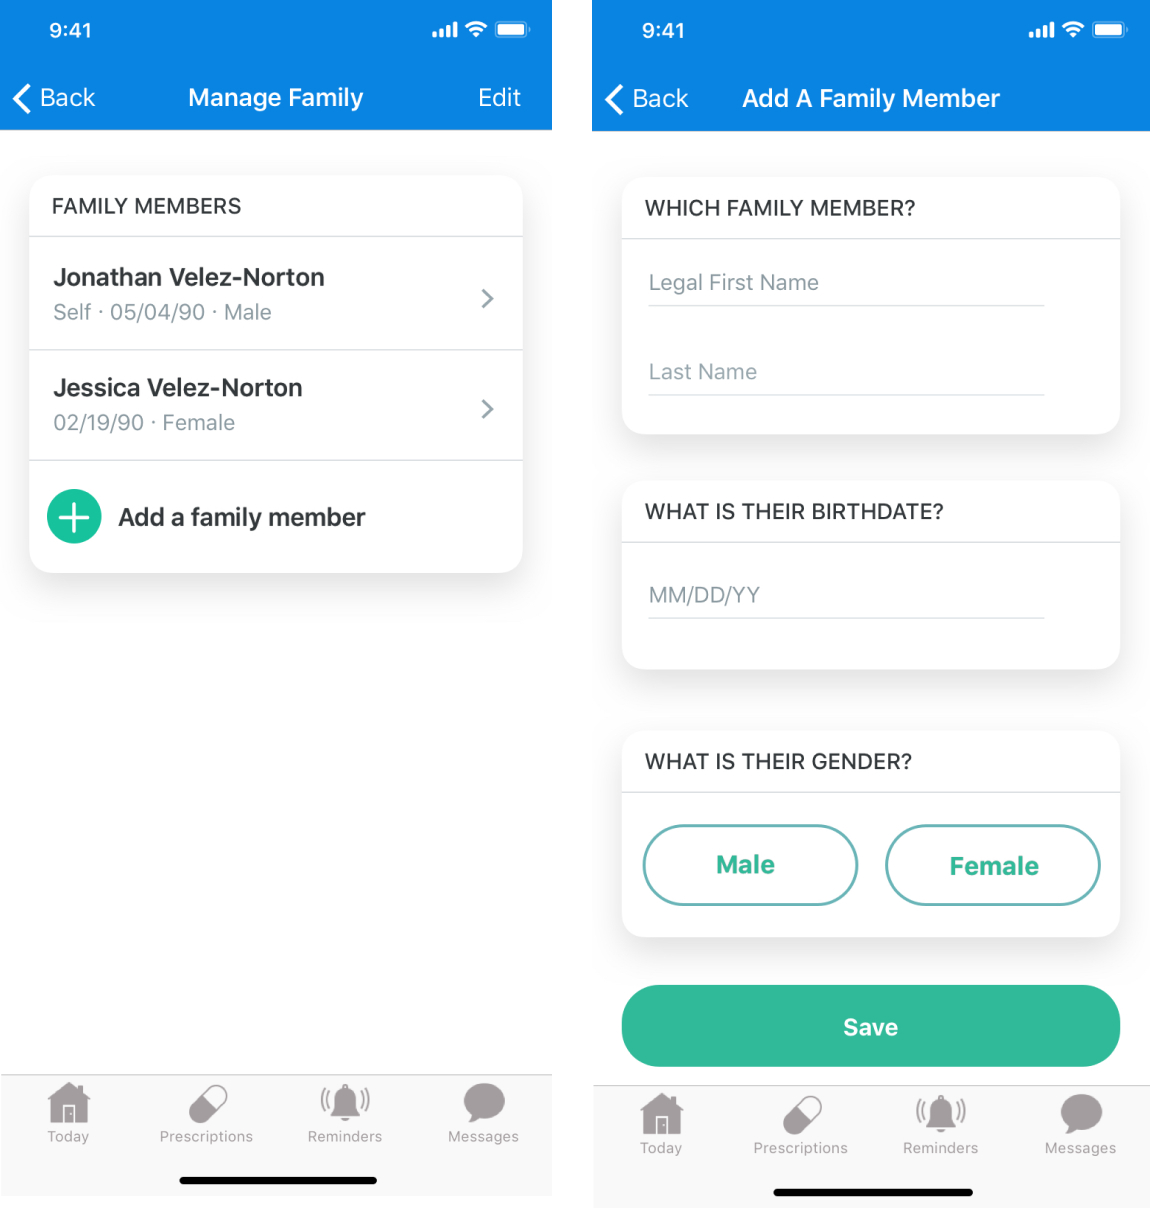 9:41
Back
Manage Family
Edit
FAMILY MEMBERS
Jonathan Velez-Norton
Self · 05/04/90 · Male
Jessica Velez-Norton
02/19/90 · Female
Add a family member
Today
Prescriptions
Reminders
Messages
9:41
Back
Add A Family Member
WHICH FAMILY MEMBER?
Legal First Name
Last Name
WHAT IS THEIR BIRTHDATE?
MM/DD/YY
WHAT IS THEIR GENDER?
Male
Female
Save
Today
Prescriptions
Reminders
Messages